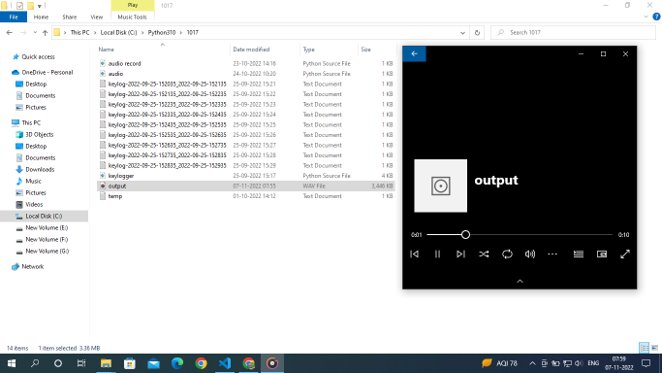 Play
1017
File
Home
Share
View
Music Tools
This PC
Local Disk (C:)
Python310
1017
Search 1017
Name
Date modified
Type
Size
Quick access
OneDrive - Personal
Desktop
Documents
Pictures
This PC
3D Objects
Desktop
Documents
Downloads
Music
Pictures
Videos
Local Disk (C:)
New Volume (E:)
New Volume (F:)
New Volume (G:)
Network
audio record 23-10-2022 14:16 Python Source File 1 KB
audio 24-10-2022 10:20 Python Source File 1 KB
keylog-2022-09-25-152035_2022-09-25-152135 25-09-2022 15:21 Text Document 1 KB
keylog-2022-09-25-152135_2022-09-25-152235 25-09-2022 15:22 Text Document 1 KB
keylog-2022-09-25-152235_2022-09-25-152335 25-09-2022 15:23 Text Document 1 KB
keylog-2022-09-25-152335_2022-09-25-152435 25-09-2022 15:24 Text Document 1 KB
keylog-2022-09-25-152435_2022-09-25-152535 25-09-2022 15:25 Text Document 1 KB
keylog-2022-09-25-152535_2022-09-25-152635 25-09-2022 15:26 Text Document 1 KB
keylog-2022-09-25-152635_2022-09-25-152735 25-09-2022 15:27 Text Document 1 KB
keylog-2022-09-25-152735_2022-09-25-152835 25-09-2022 15:28 Text Document 1 KB
keylog-2022-09-25-152835_2022-09-25-152935 25-09-2022 15:29 Text Document 1 KB
keylogger 25-09-2022 15:17 Python Source File 4 KB
output 07-11-2022 07:55 WAV File 3,446 KB
temp 01-10-2022 14:12 Text Document 1 KB
output
0:01
0:10
14 items
1 item selected 3.36 MB
AQI 78
ENG
07:59
07-11-2022